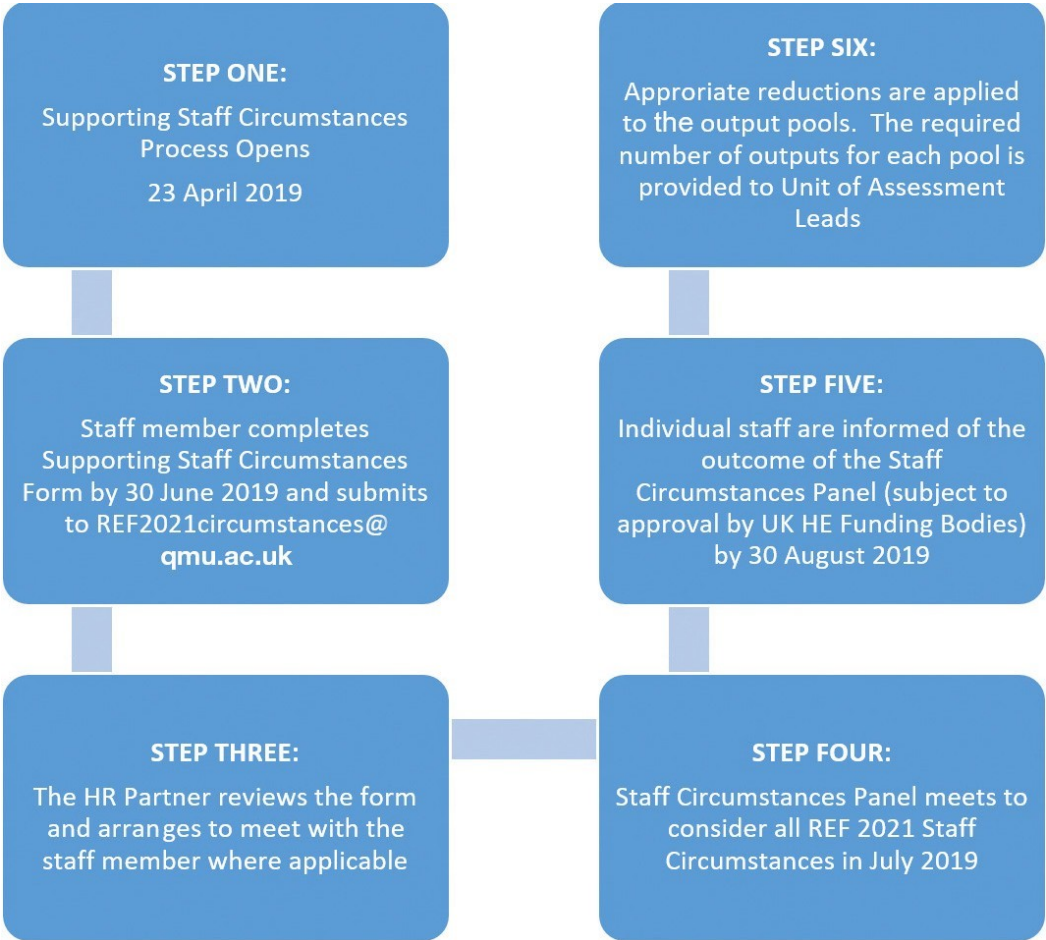 STEP ONE:
Supporting Staff Circumstances
Process Opens
23 April 2019
STEP TWO:
Staff member completes
Supporting Staff Circumstances
Form by 30 June 2019 and submits
to REF2021circumstances@
qmu.ac.uk
STEP THREE:
The HR Partner reviews the form
and arranges to meet with the
staff member where applicable
STEP FOUR:
Staff Circumstances Panel meets to
consider all REF 2021 Staff
Circumstances in July 2019
STEP FIVE:
Individual staff are informed of the
outcome of the Staff
Circumstances Panel (subject to
approval by UK HE Funding Bodies)
by 30 August 2019
STEP SIX:
Approriate reductions are applied
to the output pools.  The required
number of outputs for each pool is
provided to Unit of Assessment
Leads